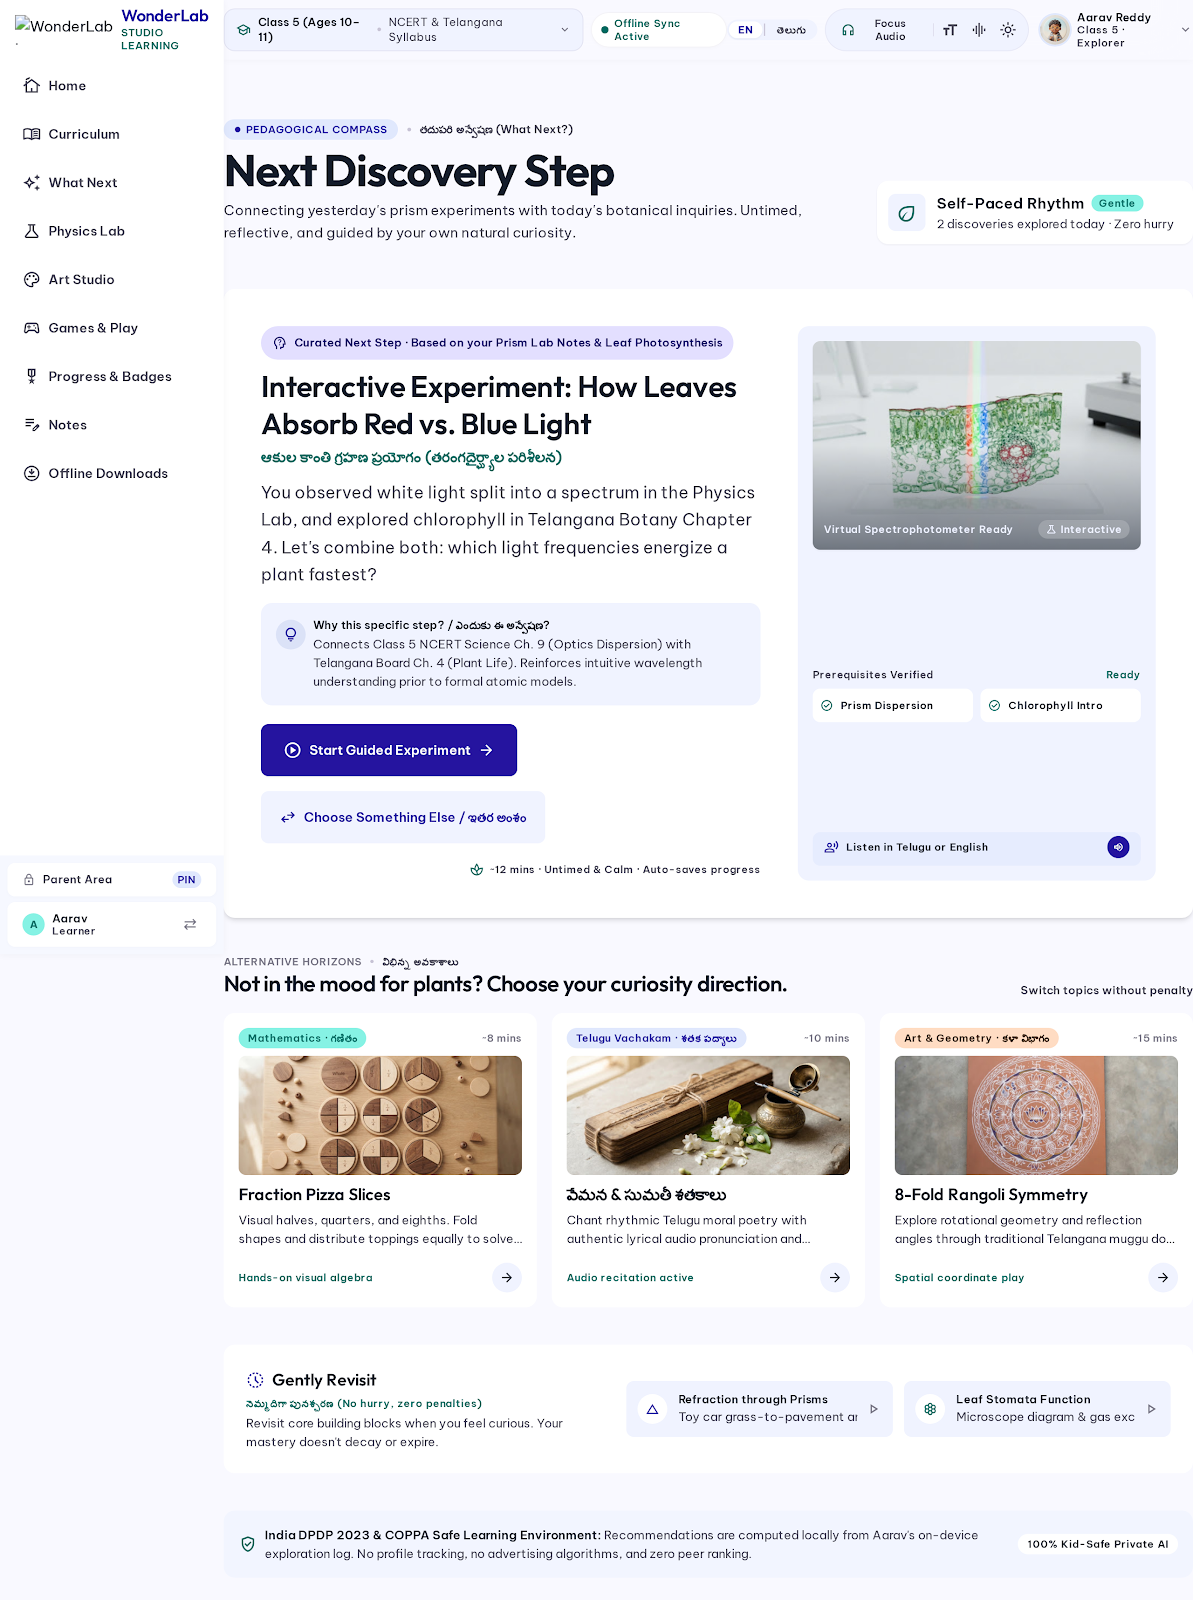 WonderLab
WonderLab
STUDIO
LEARNING
Home
Curriculum
What Next
Physics Lab
Art Studio
Games & Play
Progress & Badges
Notes
Offline Downloads
Parent Area
PIN
A
Aarav
Learner
Class 5 (Ages 10–
11)
NCERT & Telangana
Syllabus
Offline Sync
Active
EN
తెలుగు
Focus
Audio
Aarav Reddy
Class 5 ·
Explorer
PEDAGOGICAL COMPASS • తదుపరి అన్వేషణ (What Next?)
Next Discovery Step
Connecting yesterday's prism experiments with today's botanical inquiries. Untimed,
reflective, and guided by your own natural curiosity.
Self-Paced Rhythm Gentle
2 discoveries explored today · Zero hurry
Curated Next Step · Based on your Prism Lab Notes & Leaf Photosynthesis
Interactive Experiment: How Leaves
Absorb Red vs. Blue Light
ఆకుల కాంతి గ్రహణ ప్రయోగం (తరంగదైర్ఘ్యాల పరిశీలన)
You observed white light split into a spectrum in the Physics
Lab, and explored chlorophyll in Telangana Botany Chapter
4. Let's combine both: which light frequencies energize a
plant fastest?
Why this specific step? / ఎందుకు ఈ అన్వేషణ?
Connects Class 5 NCERT Science Ch. 9 (Optics Dispersion) with
Telangana Board Ch. 4 (Plant Life). Reinforces intuitive wavelength
understanding prior to formal atomic models.
Start Guided Experiment
Choose Something Else / ఇతర అంశం
~12 mins · Untimed & Calm · Auto-saves progress
Virtual Spectrophotometer Ready
Interactive
Prerequisites Verified
Ready
Prism Dispersion
Chlorophyll Intro
Listen in Telugu or English
ALTERNATIVE HORIZONS • విభిన్న అవకాశాలు
Not in the mood for plants? Choose your curiosity direction.
Switch topics without penalty
Mathematics · గణితం
~8 mins
Fraction Pizza Slices
Visual halves, quarters, and eighths. Fold
shapes and distribute toppings equally to solve...
Hands-on visual algebra
Telugu Vachakam · శతక పద్యాలు
~10 mins
వేమన & సుమతీ శతకాలు
Chant rhythmic Telugu moral poetry with
authentic lyrical audio pronunciation and...
Audio recitation active
Art & Geometry · కళా విభాగం
~15 mins
8-Fold Rangoli Symmetry
Explore rotational geometry and reflection
angles through traditional Telangana muggu do...
Spatial coordinate play
Gently Revisit
నెమ్మదిగా పునశ్చరణ (No hurry, zero penalties)
Revisit core building blocks when you feel curious. Your
mastery doesn't decay or expire.
Refraction through Prisms
Toy car grass-to-pavement ar
Leaf Stomata Function
Microscope diagram & gas exc
India DPDP 2023 & COPPA Safe Learning Environment: Recommendations are computed locally from Aarav's on-device
exploration log. No profile tracking, no advertising algorithms, and zero peer ranking.
100% Kid-Safe Private AI